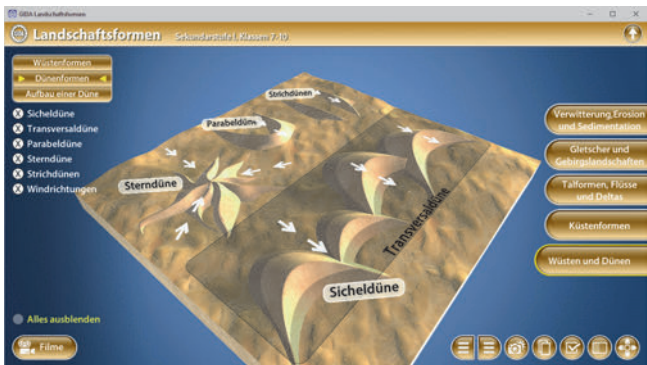 GIDA Landschaftsformen
GIDA
Landschaftsformen
Sekundarstufe I, Klassen 7-10
Wüstenformen
Dünenformen
Aufbau einer Düne
Sicheldüne
Transversaldüne
Parabeldüne
Sterndüne
Strichdünen
Windrichtungen
Strichdünen
Parabeldüne
Sterndüne
Transversaldüne
Sicheldüne
Verwitterung, Erosion
und Sedimentation
Gletscher und
Gebirgslandschaften
Talformen, Flüsse
und Deltas
Küstenformen
Wüsten und Dünen
Alles ausblenden
Filme